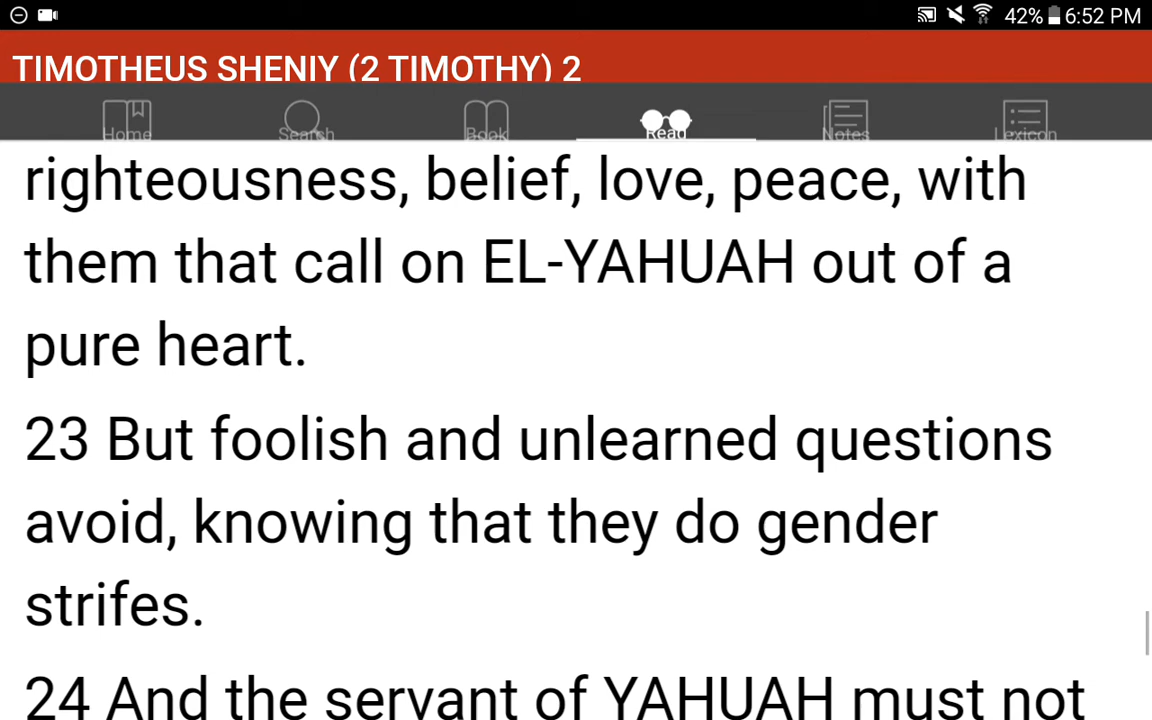 42% 6:52 PM
TIMOTHEUS SHENIY (2 TIMOTHY) 2
Home Search Book Read Notes Lexicon
righteousness, belief, love, peace, with
them that call on EL-YAHUAH out of a
pure heart.
23 But foolish and unlearned questions
avoid, knowing that they do gender
strifes.
24 And the servant of YAHUAH must not